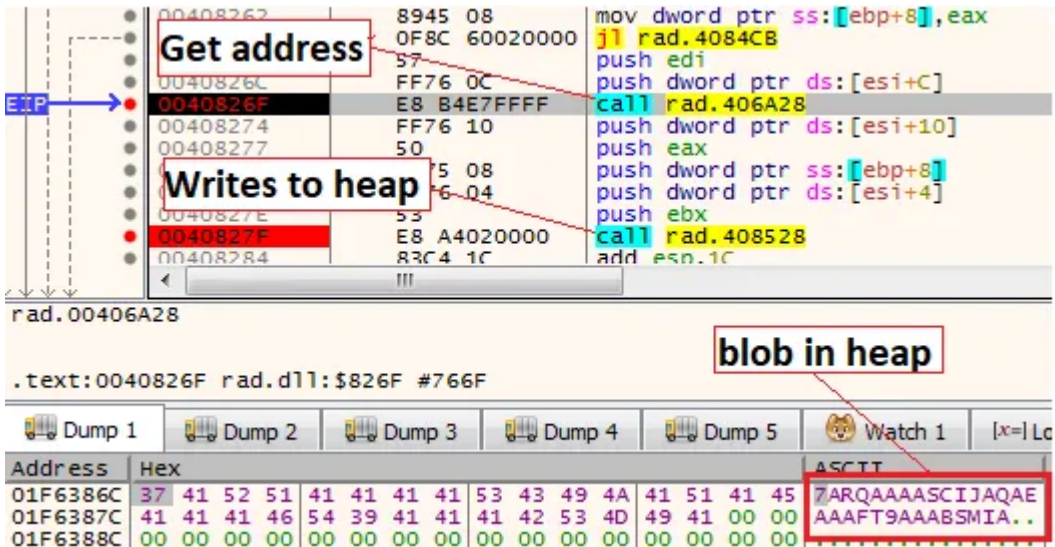 00408262 8945 08 mov dword ptr ss:[ebp+8],eax
0F8C 60020000 jl rad.4084CB
Get address
57 push edi
0040826C FF76 0C push dword ptr ds:[esi+C]
EIP 0040826F E8 B4E7FFFF call rad.406A28
00408274 FF76 10 push dword ptr ds:[esi+10]
00408277 50 push eax
75 08 push dword ptr ss:[ebp+8]
Writes to heap
76 04 push dword ptr ds:[esi+4]
0040827E 53 push ebx
0040827F E8 A4020000 call rad.408528
00408284 83C4 1C add esp,1C
rad.00406A28
blob in heap
.text:0040826F rad.dll:$826F #766F
Dump 1 Dump 2 Dump 3 Dump 4 Dump 5 Watch 1 [x=] Lo
Address Hex ASCII
01F6386C 37 41 52 51 41 41 41 41 53 43 49 4A 41 51 41 45 7ARQAAAASCIJAQAE
01F6387C 41 41 41 46 54 39 41 41 41 42 53 4D 49 41 00 00 AAAFT9AAABSMIA..
01F6388C 00 00 00 00 00 00 00 00 00 00 00 00 00 00 00 00 ................